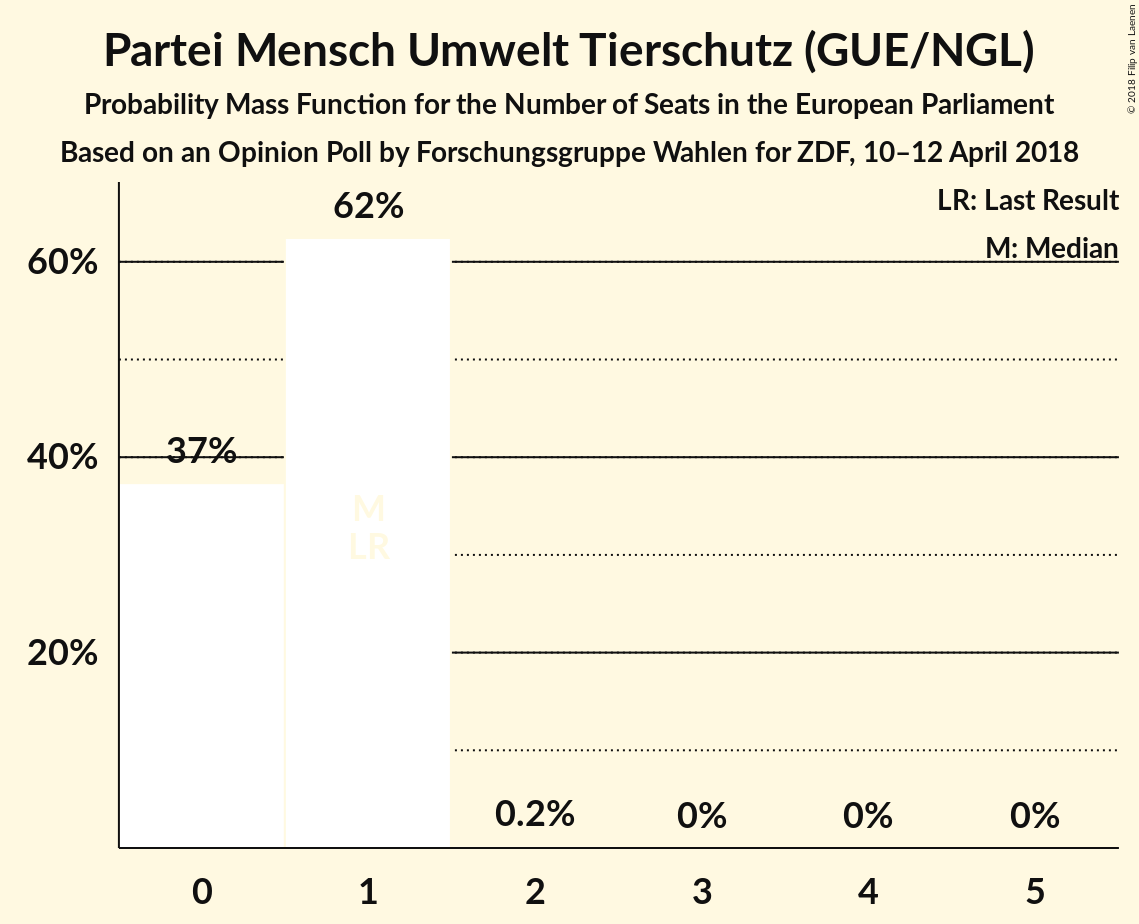 Partei Mensch Umwelt Tierschutz (GUE/NGL)
Probability Mass Function for the Number of Seats in the European Parliament
Based on an Opinion Poll by Forschungsgruppe Wahlen for ZDF, 10–12 April 2018
© 2018 Filip van Laenen
LR: Last Result
M: Median
62%
60%
37%
40%
M
LR
20%
0.2%
0%
0%
0%
0
1
2
3
4
5